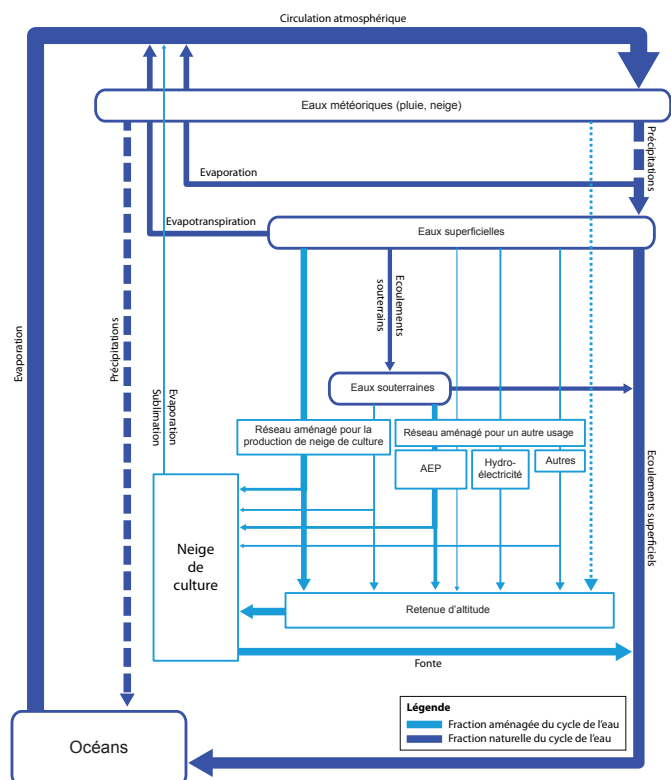 Circulation atmosphérique
Eaux météoriques (pluie, neige)
Précipitations
Evaporation
Evapotranspiration
Eaux superficielles
Ecoulements
souterrains
Evaporation
Précipitations
Evaporation
Sublimation
Eaux souterraines
Réseau aménagé pour la
production de neige de culture
Réseau aménagé pour un autre usage
AEP
Hydro-
électricité
Autres
Ecoulements superficiels
Neige
de
culture
Retenue d'altitude
Fonte
Légende
Fraction aménagée du cycle de l'eau
Fraction naturelle du cycle de l'eau
Océans